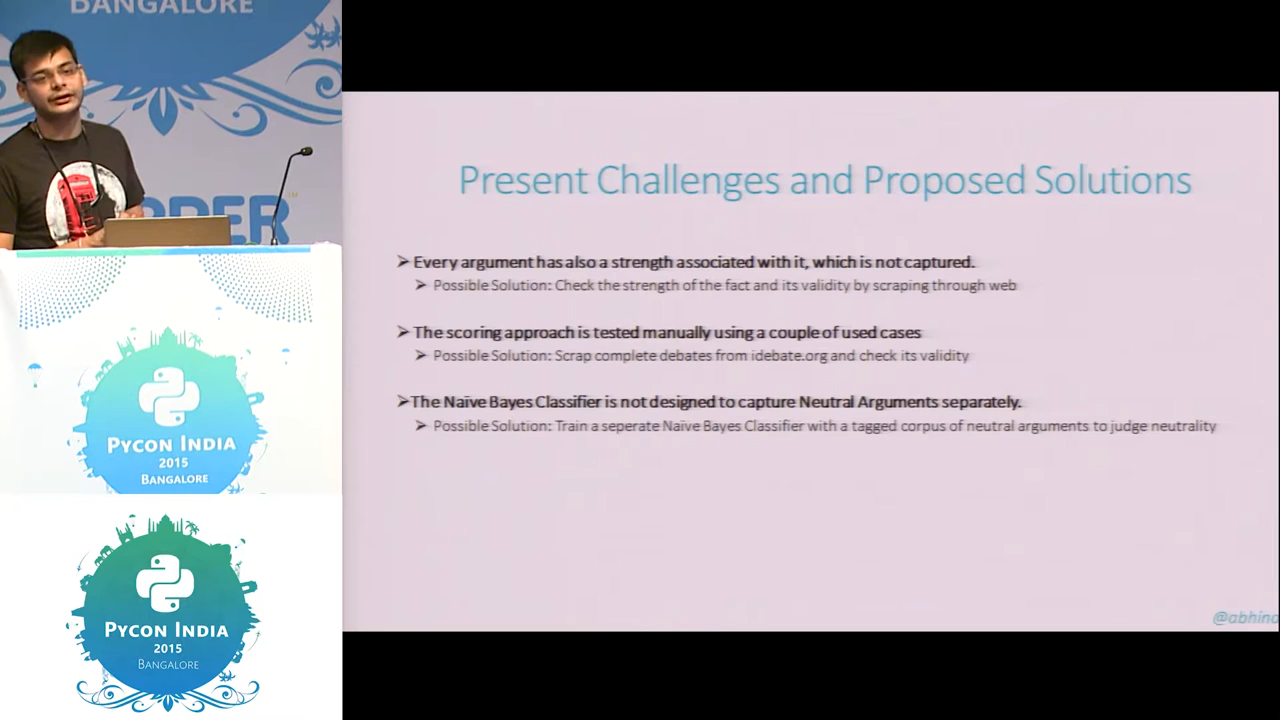 BANGALORE
PYCON INDIA
2015
BANGALORE
PYCON INDIA
2015
BANGALORE
Present Challenges and Proposed Solutions
➤ Every argument has also a strength associated with it, which is not captured.
➤ Possible Solution: Check the strength of the fact and its validity by scraping through web
➤ The scoring approach is tested manually using a couple of used cases
➤ Possible Solution: Scrap complete debates from idebate.org and check its validity
➤The Naïve Bayes Classifier is not designed to capture Neutral Arguments separately.
➤ Possible Solution: Train a seperate Naïve Bayes Classifier with a tagged corpus of neutral arguments to judge neutrality
@abhina